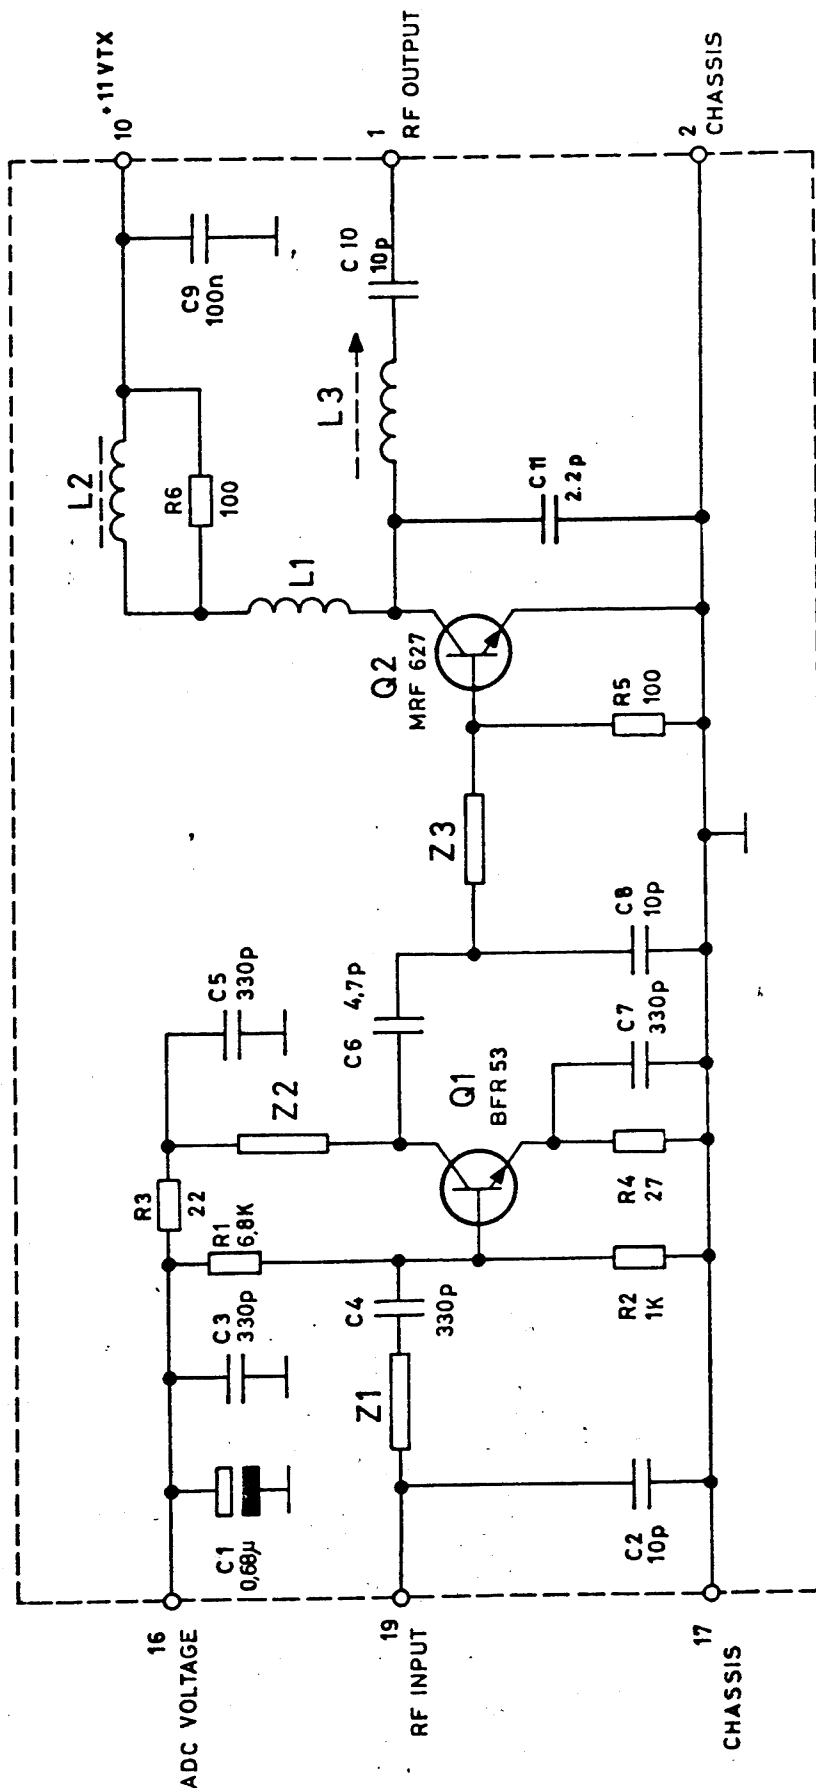 16
ADC VOLTAGE
19
RF INPUT
17
CHASSIS
C1
0,68µ
C3
330p
R1
6,8K
R3
22
C5
330p
Z2
Z1
C4
330p
C2
10p
R2
1K
R4
27
Q1
BFR 53
C6 4,7p
C7
330p
C8
10p
Z3
R5
100
Q2
MRF 627
L1
L2
R6
100
C9
100n
L3
C10
10p
C11
2.2p
10 +11VTX
1
RF OUTPUT
2
CHASSIS